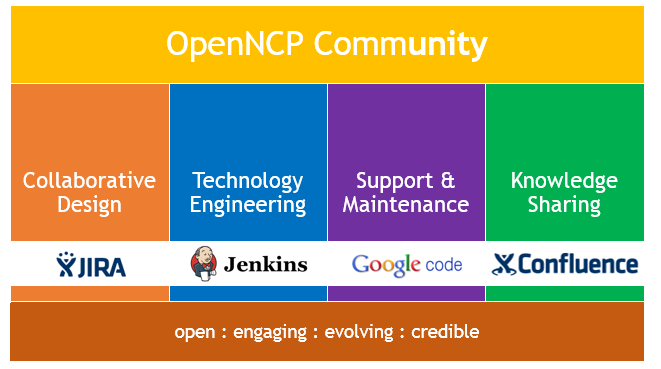 OpenNCP Community
Collaborative
Design
Technology
Engineering
Support &
Maintenance
Knowledge
Sharing
JIRA
Jenkins
Google code
Confluence
open : engaging : evolving : credible